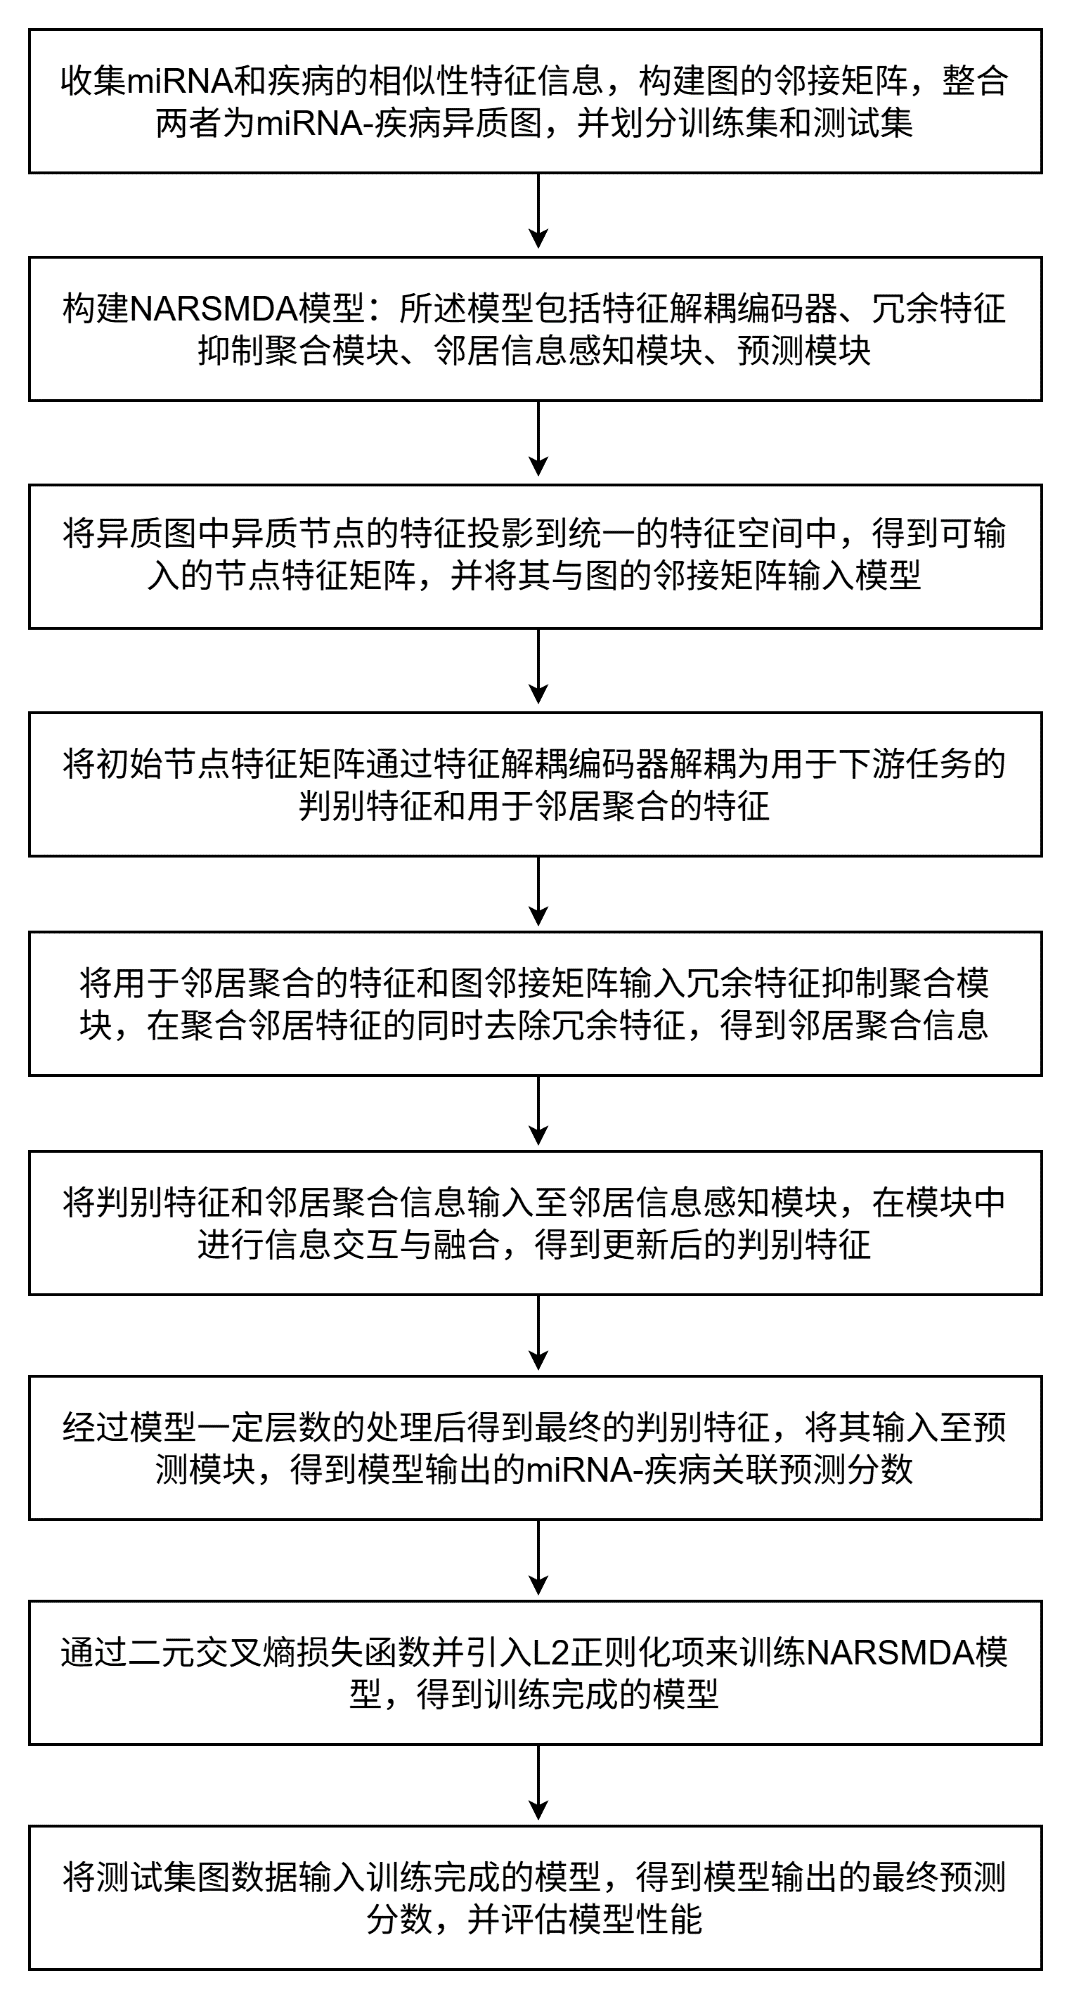 收集miRNA和疾病的相似性特征信息，构建图的邻接矩阵，整合
两者为miRNA-疾病异质图，并划分训练集和测试集
构建NARSMDA模型：所述模型包括特征解耦编码器、冗余特征
抑制聚合模块、邻居信息感知模块、预测模块
将异质图中异质节点的特征投影到统一的特征空间中，得到可输
入的节点特征矩阵，并将其与图的邻接矩阵输入模型
将初始节点特征矩阵通过特征解耦编码器解耦为用于下游任务的
判别特征和用于邻居聚合的特征
将用于邻居聚合的特征和图邻接矩阵输入冗余特征抑制聚合模
块，在聚合邻居特征的同时去除冗余特征，得到邻居聚合信息
将判别特征和邻居聚合信息输入至邻居信息感知模块，在模块中
进行信息交互与融合，得到更新后的判别特征
经过模型一定层数的处理后得到最终的判别特征，将其输入至预
测模块，得到模型输出的miRNA-疾病关联预测分数
通过二元交叉熵损失函数并引入L2正则化项来训练NARSMDA模
型，得到训练完成的模型
将测试集图数据输入训练完成的模型，得到模型输出的最终预测
分数，并评估模型性能